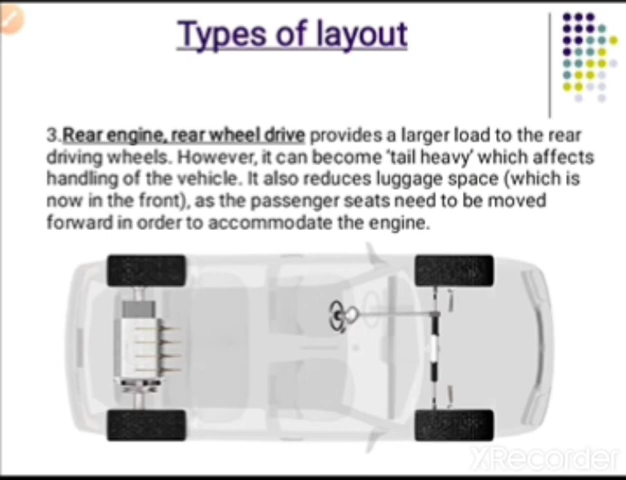 Types of layout
3.Rear engine, rear wheel drive provides a larger load to the rear
driving wheels. However, it can become 'tail heavy' which affects
handling of the vehicle. It also reduces luggage space (which is
now in the front), as the passenger seats need to be moved
forward in order to accommodate the engine.
XRecorder